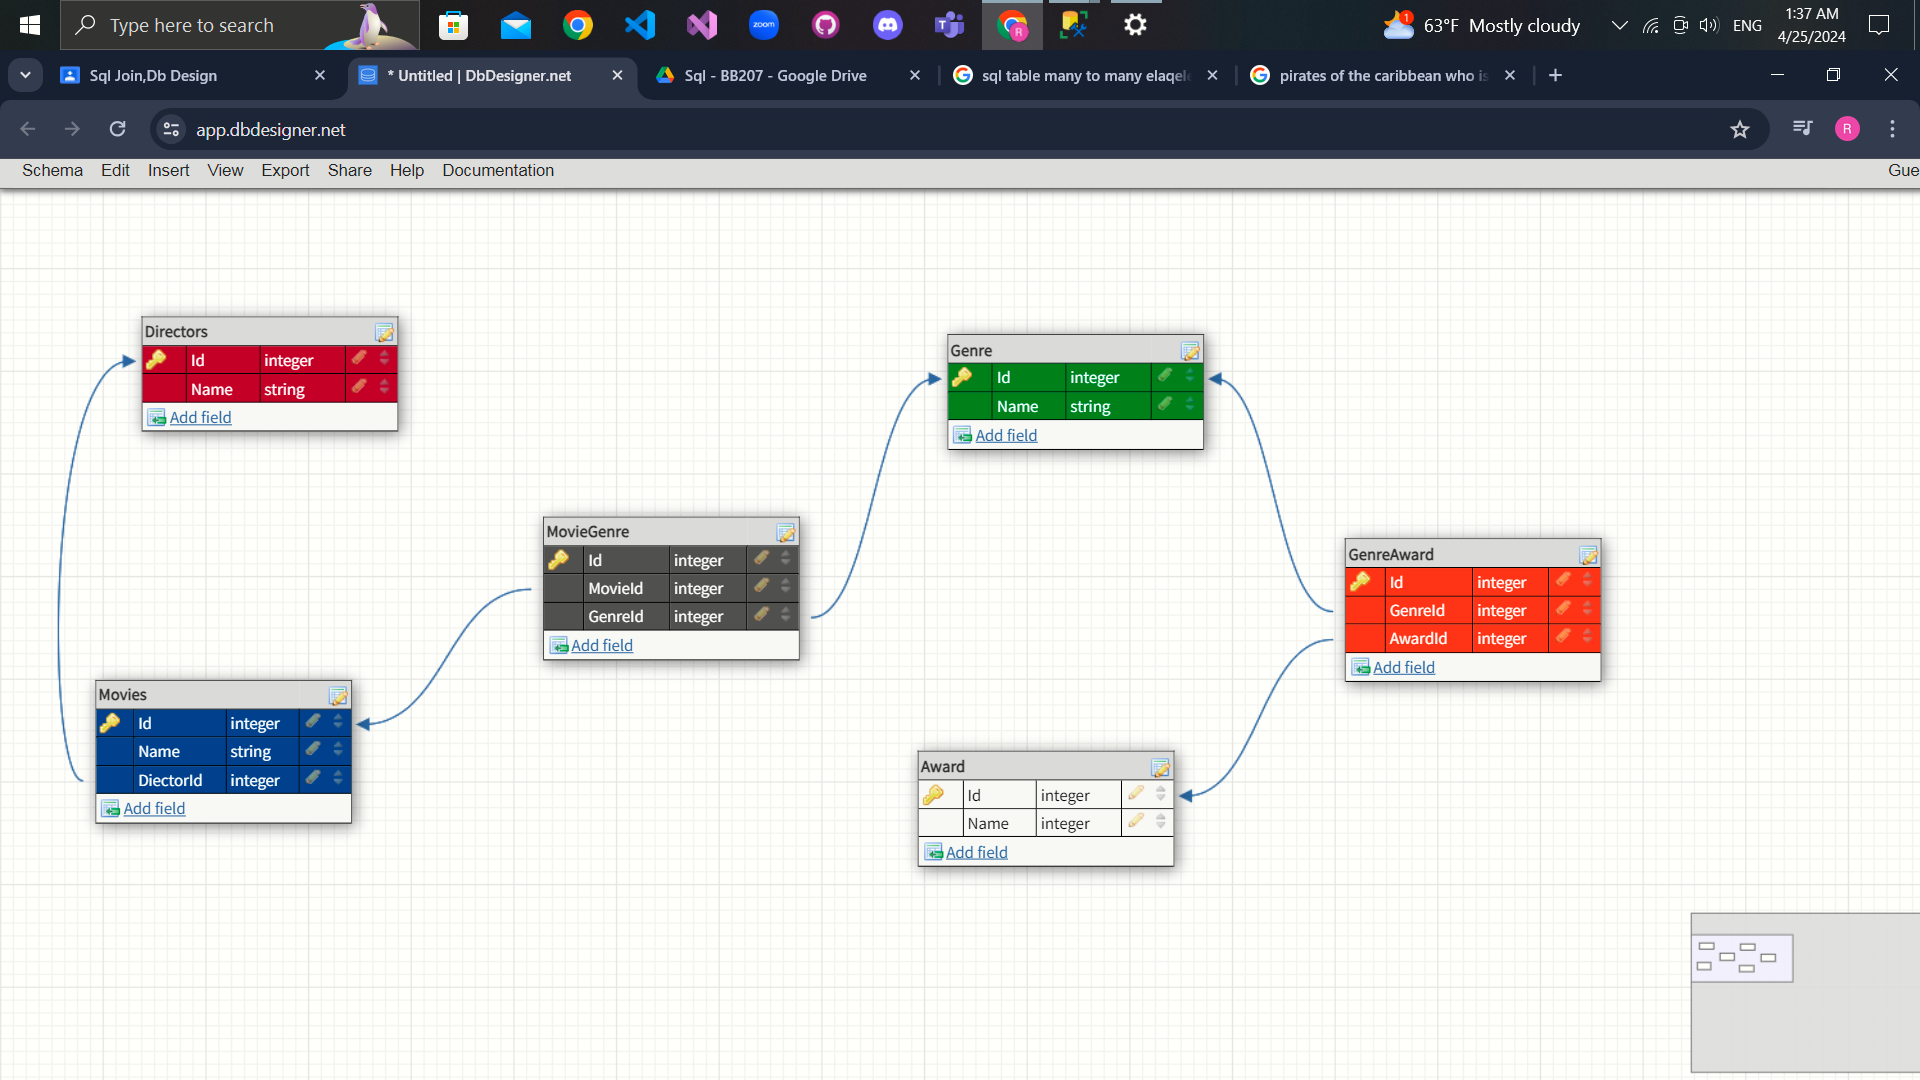 Type here to search
zoom
R
1
63°F Mostly cloudy
ENG
1:37 AM
4/25/2024
Sql Join,Db Design
* Untitled | DbDesigner.net
Sql - BB207 - Google Drive
sql table many to many elaqele
pirates of the caribbean who is
app.dbdesigner.net
R
Schema Edit Insert View Export Share Help Documentation
Gue
Directors
Id integer
Name string
Add field
Genre
Id integer
Name string
Add field
MovieGenre
Id integer
MovieId integer
GenreId integer
Add field
GenreAward
Id integer
GenreId integer
AwardId integer
Add field
Movies
Id integer
Name string
DiectorId integer
Add field
Award
Id integer
Name integer
Add field